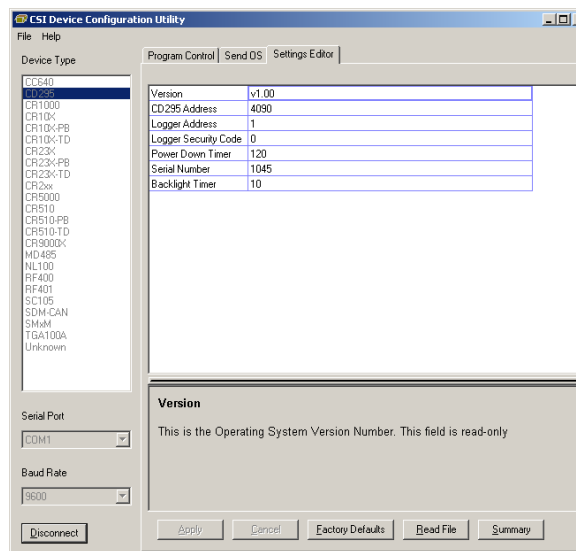 CSI Device Configuration Utility
File Help
Device Type
Program Control Send OS Settings Editor
CC640
CD295
CR1000
CR10X
CR10X-PB
CR10X-TD
CR23X
CR23X-PB
CR23X-TD
CR2xx
CR5000
CR510
CR510-PB
CR510-TD
CR9000X
MD485
NL100
RF400
RF401
SC105
SDM-CAN
SMxM
TGA100A
Unknown
Version v1.00
CD295 Address 4090
Logger Address 1
Logger Security Code 0
Power Down Timer 120
Serial Number 1045
Backlight Timer 10
Version
This is the Operating System Version Number. This field is read-only
Serial Port
COM1
Baud Rate
9600
Disconnect
Apply Cancel Factory Defaults Read File Summary